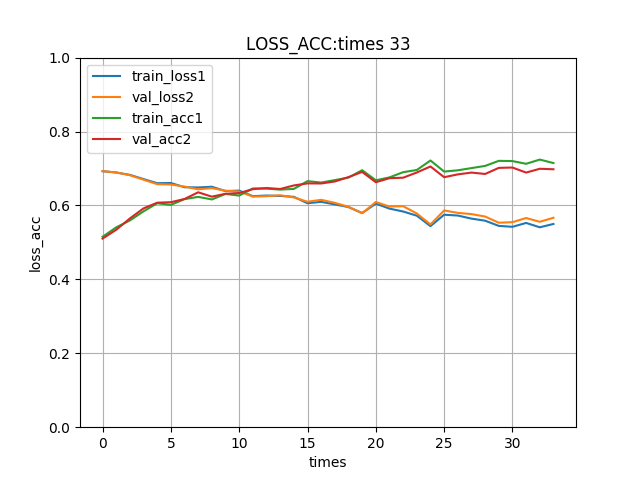 LOSS_ACC:times 33
train_loss1
val_loss2
train_acc1
val_acc2
loss_acc
1.0
0.8
0.6
0.4
0.2
0.0
0 5 10 15 20 25 30
times